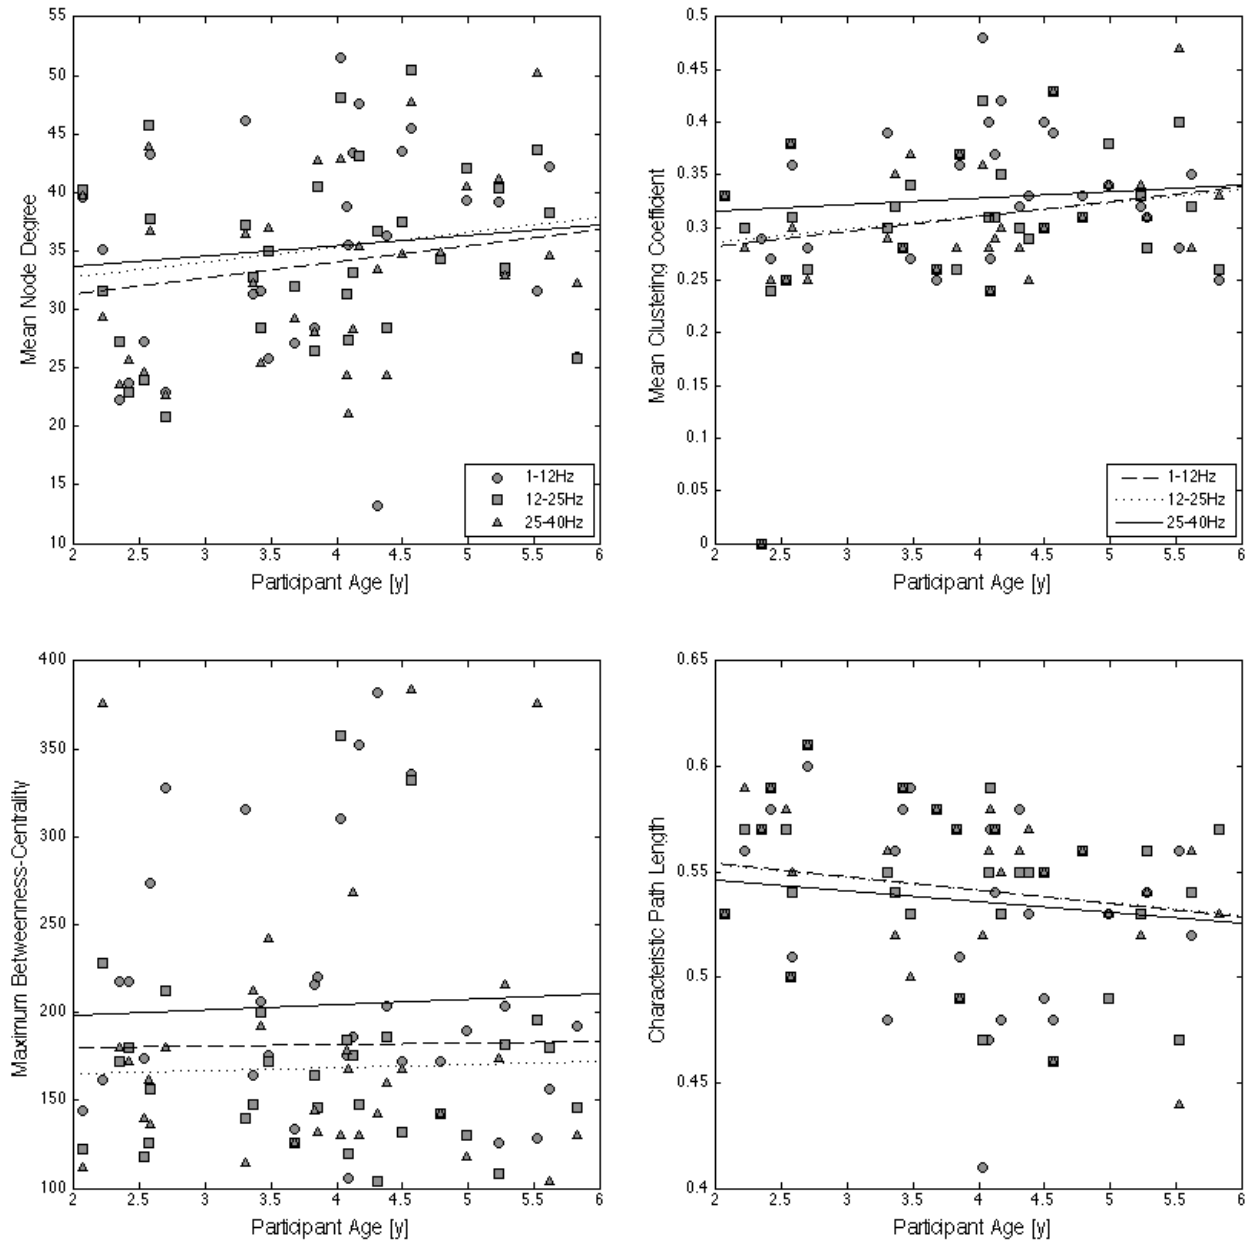 55
50
45
40
35
30
25
20
15
10
Mean Node Degree
1-12Hz
12-25Hz
25-40Hz
2 2.5 3 3.5 4 4.5 5 5.5 6
Participant Age [y]
0.5
0.45
0.4
0.35
0.3
0.25
0.2
0.15
0.1
0.05
0
Mean Clustering Coefficient
1-12Hz
12-25Hz
25-40Hz
2 2.5 3 3.5 4 4.5 5 5.5 6
Participant Age [y]
400
350
300
250
200
150
100
Maximum Betweenness-Centrality
2 2.5 3 3.5 4 4.5 5 5.5 6
Participant Age [y]
0.65
0.6
0.55
0.5
0.45
0.4
Characteristic Path Length
2 2.5 3 3.5 4 4.5 5 5.5 6
Participant Age [y]